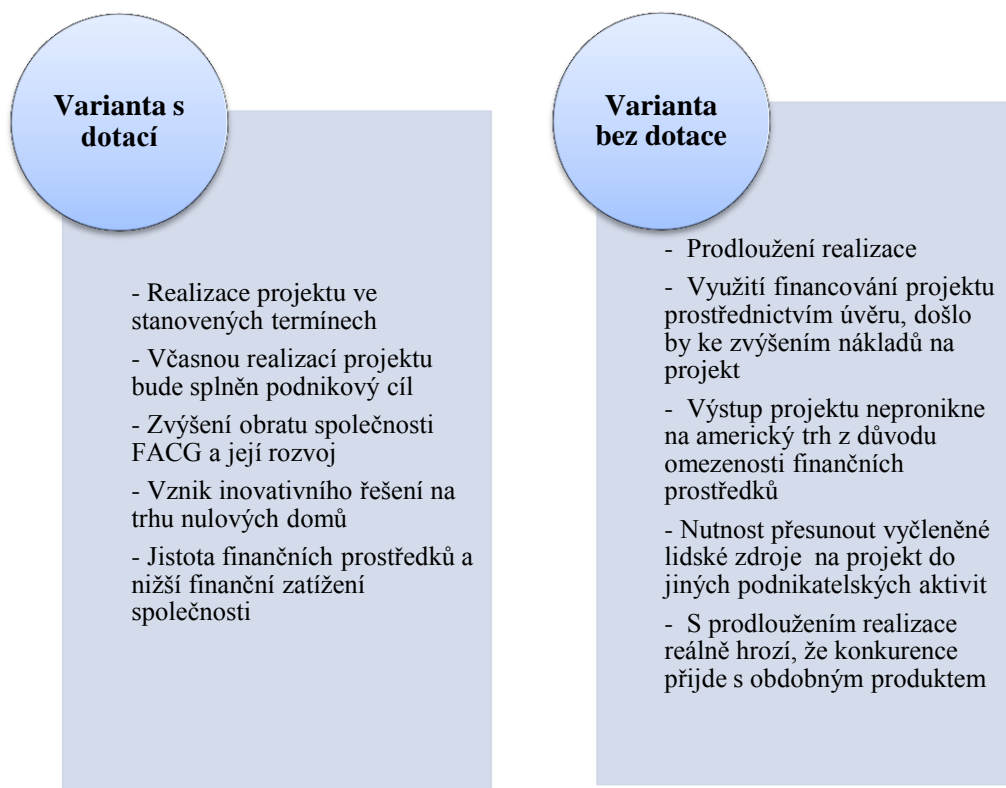 Varianta s
dotací
- Realizace projektu ve
stanovených termínech
- Včasnou realizací projektu
bude splněn podnikový cíl
- Zvýšení obratu společnosti
FACG a její rozvoj
- Vznik inovativního řešení na
trhu nulových domů
- Jistota finančních prostředků a
nižší finanční zatížení
společnosti
Varianta
bez dotace
- Prodloužení realizace
- Využití financování projektu
prostřednictvím úvěru, došlo
by ke zvýšením nákladů na
projekt
- Výstup projektu nepronikne
na americký trh z důvodu
omezenosti finančních
prostředků
- Nutnost přesunout vyčleněné
lidské zdroje na projekt do
jiných podnikatelských aktivit
- S prodloužením realizace
reálně hrozí, že konkurence
přijde s obdobným produktem